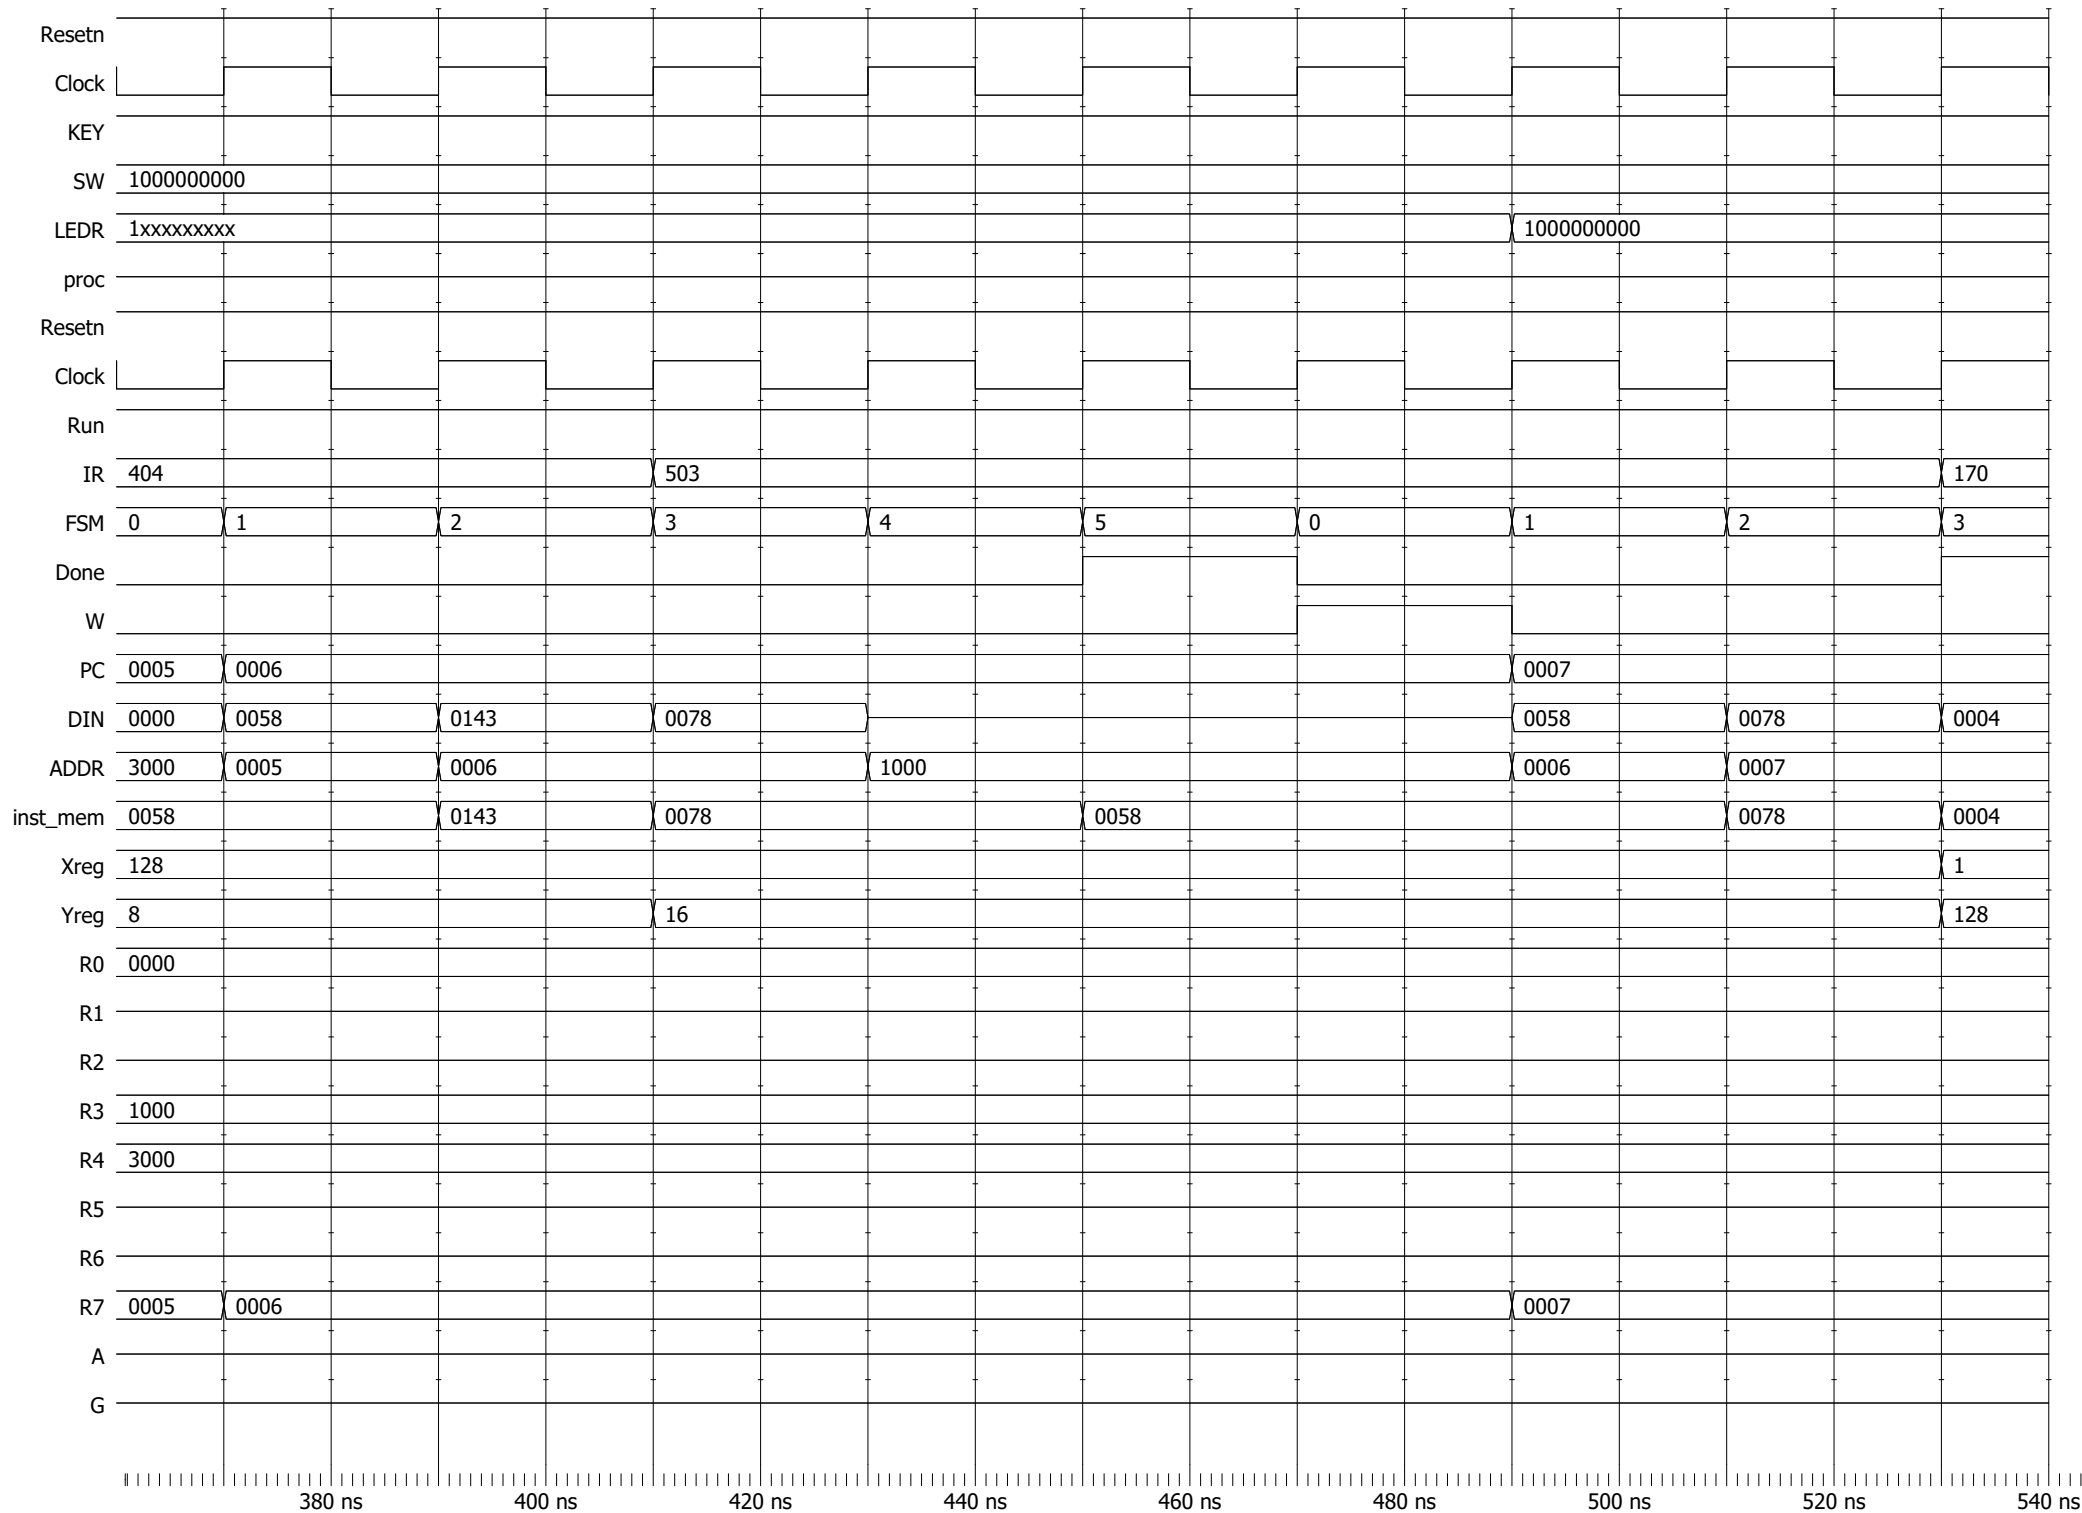 Resetn
Clock
KEY
SW 1000000000
LEDR 1xxxxxxxxx 1000000000
proc
Resetn
Clock
Run
IR 404 503 170
FSM 0 1 2 3 4 5 0 1 2 3
Done
W
PC 0005 0006 0007
DIN 0000 0058 0143 0078 0058 0078 0004
ADDR 3000 0005 0006 1000 0006 0007
inst_mem 0058 0143 0078 0058 0078 0004
Xreg 128 1
Yreg 8 16 128
R0 0000
R1
R2
R3 1000
R4 3000
R5
R6
R7 0005 0006 0007
A
G
380 ns 400 ns 420 ns 440 ns 460 ns 480 ns 500 ns 520 ns 540 ns